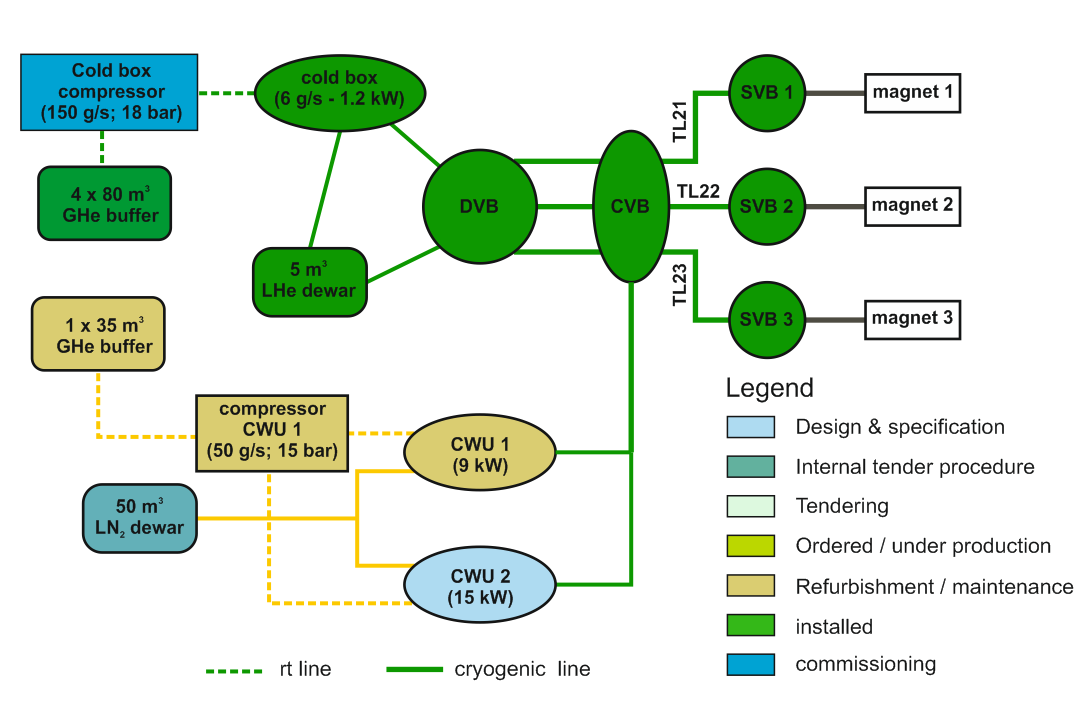 Cold box
compressor
(150 g/s; 18 bar)
cold box
(6 g/s - 1.2 kW)
4 x 80 m³
GHe buffer
DVB
CVB
5 m³
LHe dewar
TL21
TL22
TL23
SVB 1
magnet 1
SVB 2
magnet 2
SVB 3
magnet 3
1 x 35 m³
GHe buffer
compressor
CWU 1
(50 g/s; 15 bar)
CWU 1
(9 kW)
50 m³
LN₂ dewar
CWU 2
(15 kW)
rt line
cryogenic line
Legend
Design & specification
Internal tender procedure
Tendering
Ordered / under production
Refurbishment / maintenance
installed
commissioning